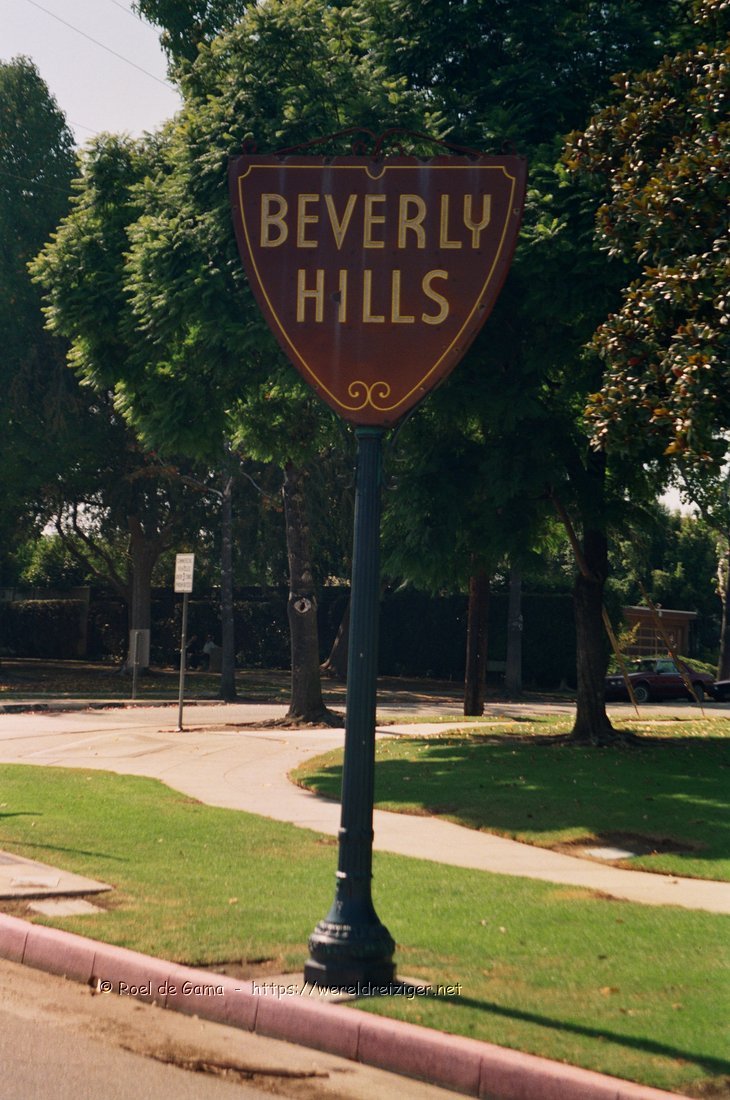 BEVERLY
HILLS
© Roel de Gama - https://wereldreiziger.net